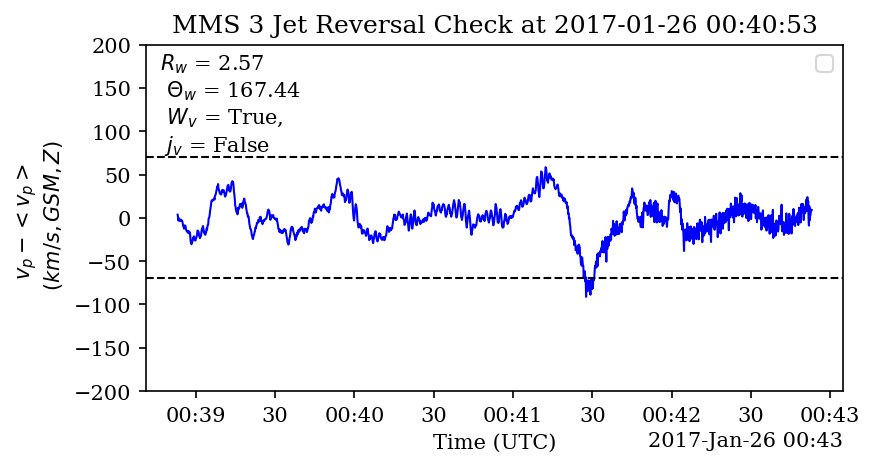 MMS 3 Jet Reversal Check at 2017-01-26 00:40:53
R_w = 2.57
Θ_w = 167.44
W_v = True,
j_v = False
v_p − < v_p >
(km/s, GSM, Z)
200
150
100
50
0
−50
−100
−150
−200
00:39 30 00:40 30 00:41 30 00:42 30 00:43
Time (UTC)
2017-Jan-26 00:43